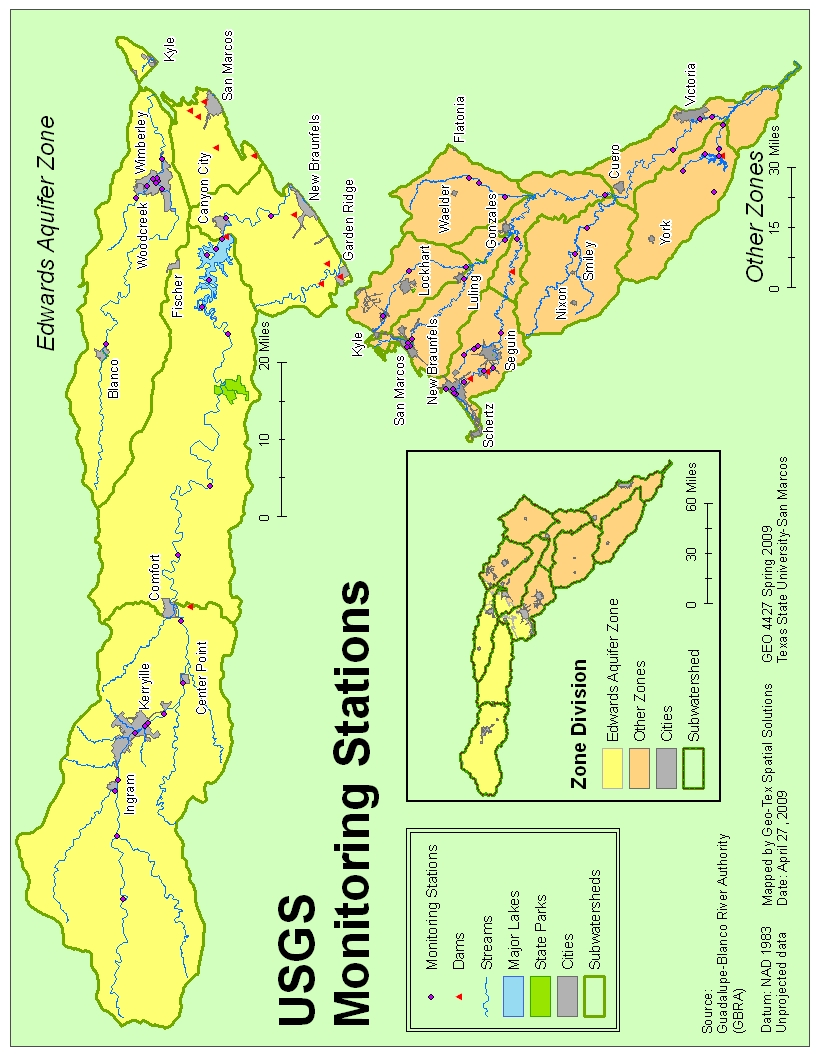 USGS
Monitoring Stations
Edwards Aquifer Zone
Ingram
Kerrville
Center Point
Comfort
Blanco
Fischer
Woodcreek
Wimberley
Canyon City
Kyle
San Marcos
New Braunfels
Garden Ridge
0 10 20 Miles
Other Zones
Kyle
San Marcos
New Braunfels
Schertz
Seguin
Lockhart
Luling
Waelder
Flatonia
Gonzales
Nixon
Smiley
Cuero
York
Victoria
0 15 30 Miles
Monitoring Stations
Dams
Streams
Major Lakes
State Parks
Cities
Subwatersheds
Zone Division
Edwards Aquifer Zone
Other Zones
Cities
Subwatershed
0 30 60 Miles
Source:
Guadalupe-Blanco River Authority
(GBRA)
Datum: NAD 1983
Unprojected data
Mapped by Geo-Tex Spatial Solutions
Date: April 27, 2009
GEO 4427 Spring 2009
Texas State University-San Marcos